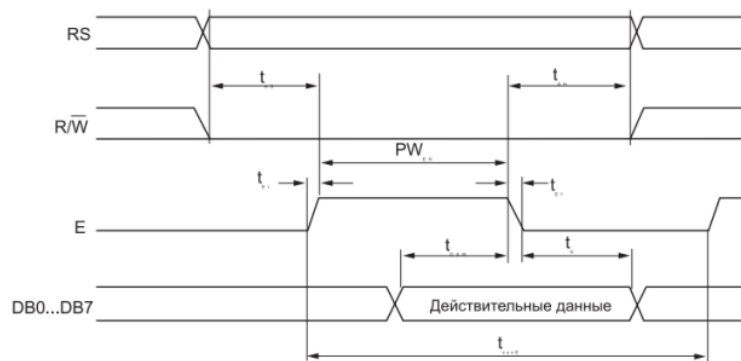 RS
t t
R/W̅
PW
t t
E
t t
DB0...DB7 Действительные данные
t